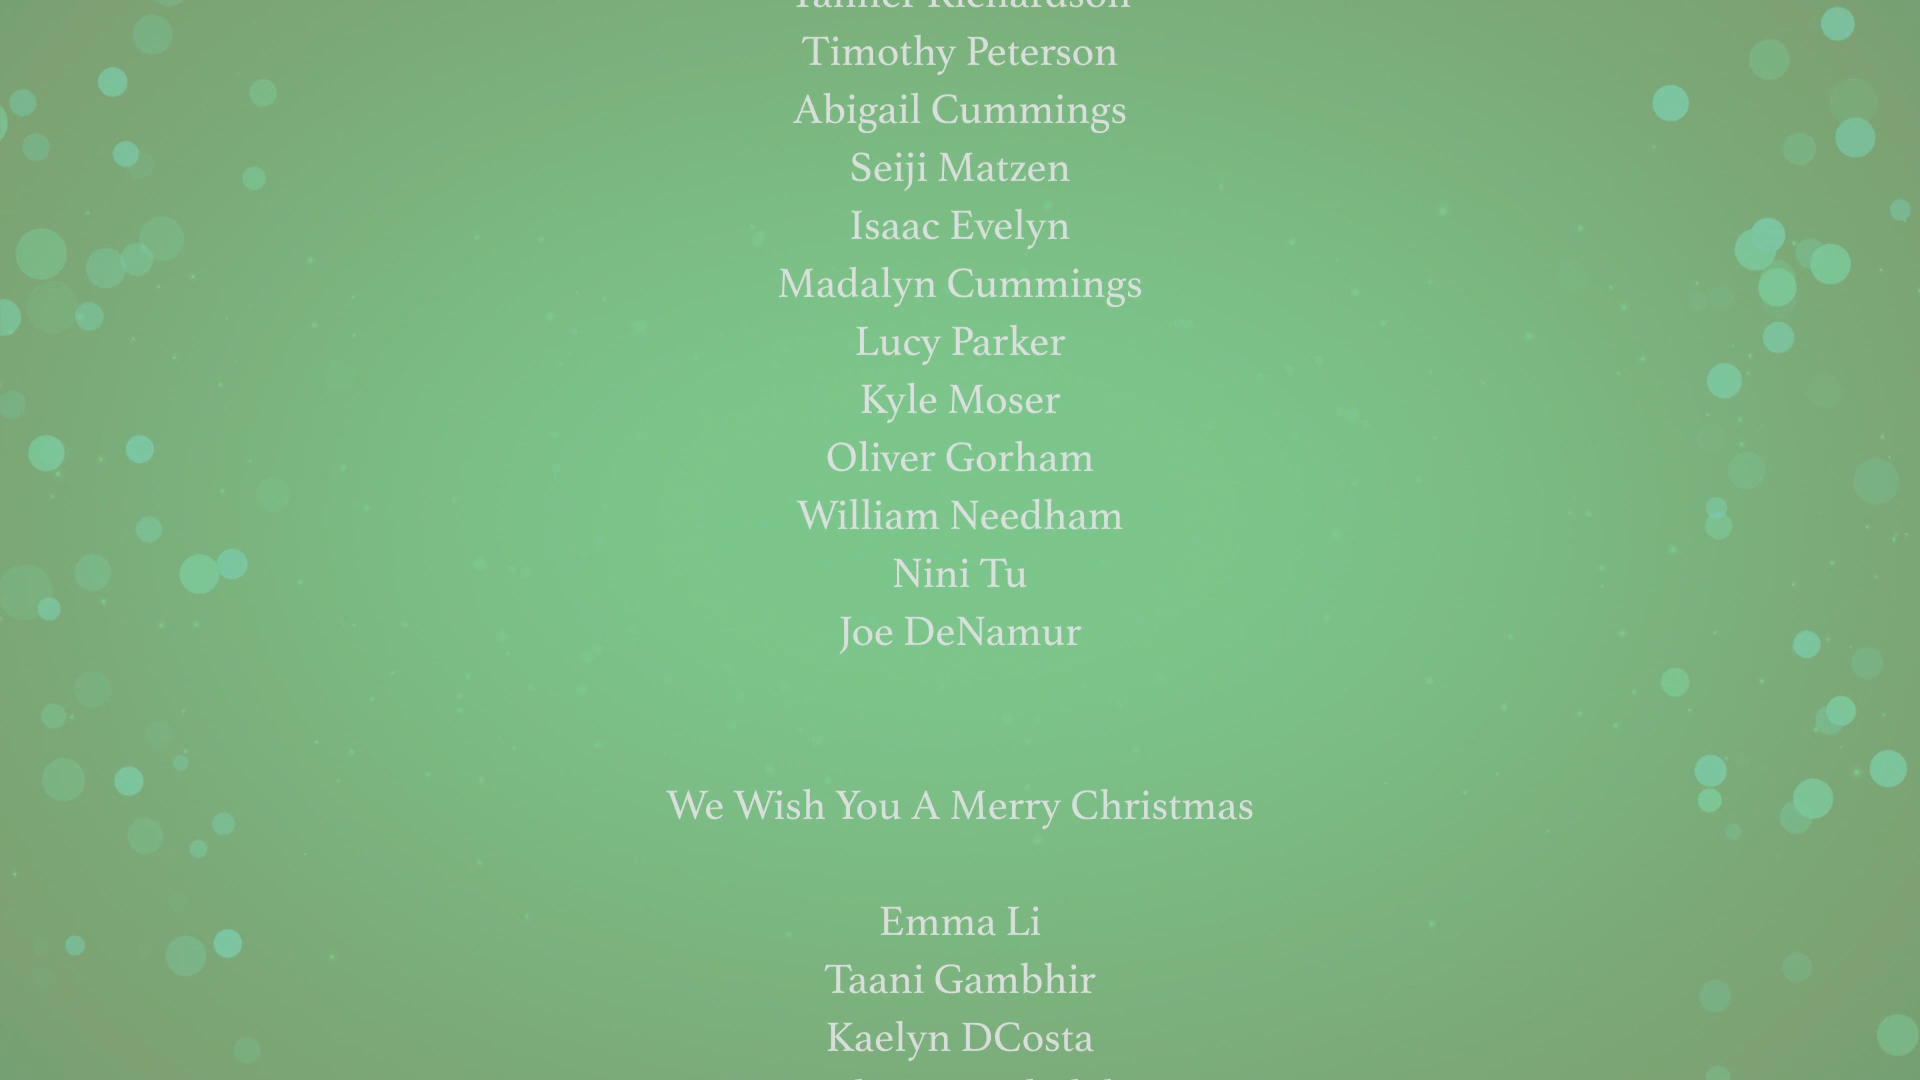 Tanner Richardson
Timothy Peterson
Abigail Cummings
Seiji Matzen
Isaac Evelyn
Madalyn Cummings
Lucy Parker
Kyle Moser
Oliver Gorham
William Needham
Nini Tu
Joe DeNamur
We Wish You A Merry Christmas
Emma Li
Taani Gambhir
Kaelyn DCosta